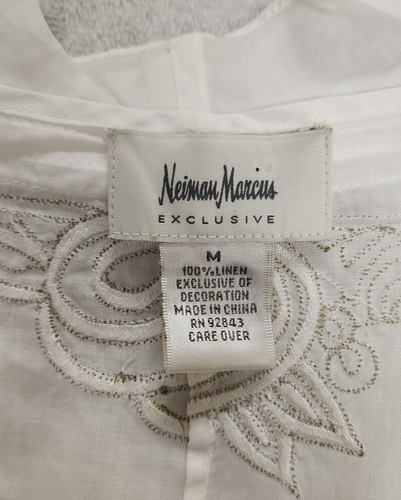 Neiman Marcus
EXCLUSIVE
M
100% LINEN
EXCLUSIVE OF
DECORATION
MADE IN CHINA
RN 92843
CARE OVER